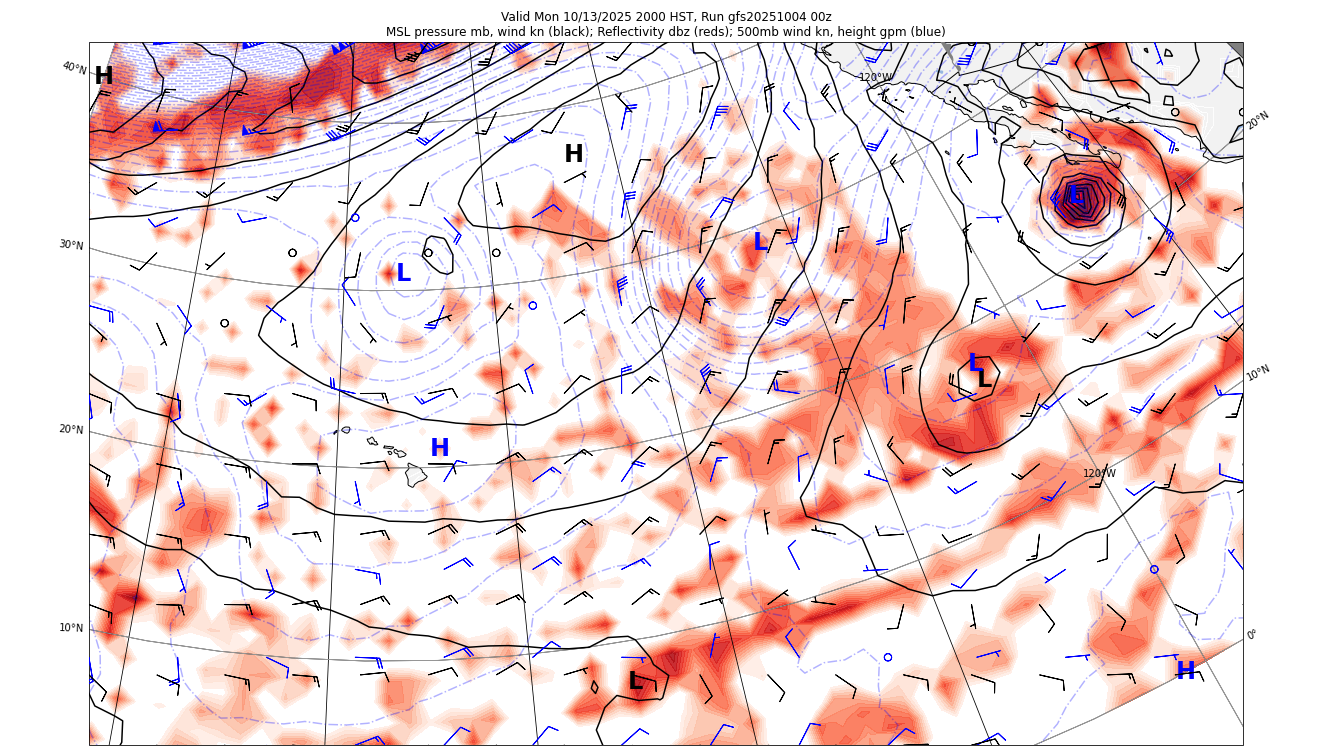 Valid Mon 10/13/2025 2000 HST, Run gfs20251004 00z
MSL pressure mb, wind kn (black); Reflectivity dbz (reds); 500mb wind kn, height gpm (blue)
40°N
H
120°W
20°N
H
L
30°N
L
L
L
L
10°N
20°N
H
120°W
10°N
0°
L
H